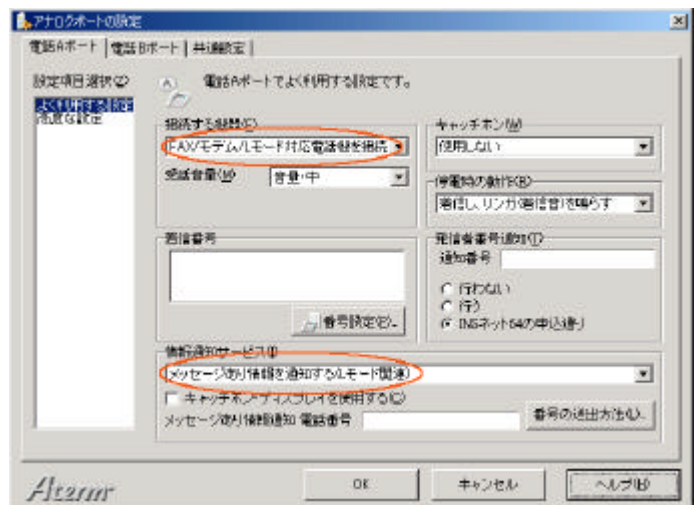 アナログポートの設定
電話Aポート 電話Bポート 共通設定
設定項目選択(Z)
よく利用する設定
高度な設定
電話Aポートでよく利用する設定です。
接続する機器(E)
FAX/モデム/Lモード対応電話機を接続
受話音量(V) 音量:中
キャッチホン(W)
使用しない
停電時の動作(B)
着信し、リンガ(着信音)を鳴らす
着信番号
番号設定(E)...
発信者番号通知(T)
通知番号
行わない
行う
INSネット64の申込通り
情報通知サービス(I)
メッセージ有り情報を通知する(Lモード関連)
キャッチホン・ディスプレイを使用する(C)
メッセージ有り情報通知 電話番号
番号の送出方法(L)...
Aterm
OK キャンセル ヘルプ(H)